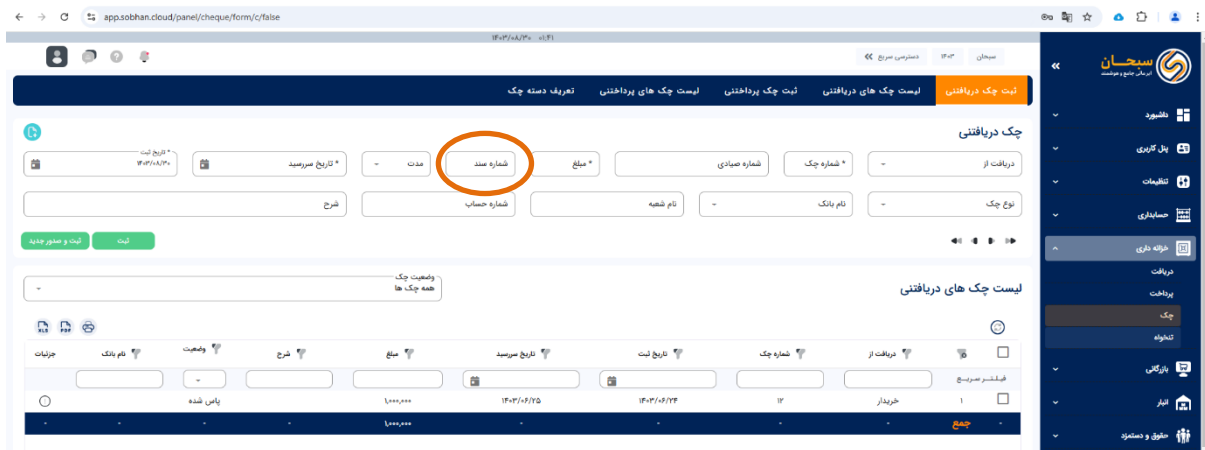 app.sobhan.cloud/panel/cheque/form/c/false
۱۴۰۳/۰۸/۳۰ ۰۱:۴۱
سبحان ۱۴۰۳ دسترسی سریع
ثبت چک دریافتنی لیست چک های دریافتنی ثبت چک پرداختنی لیست چک های پرداختنی تعریف دسته چک
چک دریافتنی
* تاریخ ثبت
دریافت از * شماره چک شماره صیادی * مبلغ شماره سند مدت * تاریخ سررسید ۱۴۰۳/۰۸/۳۰
نوع چک نام بانک نام شعبه شماره حساب شرح
ثبت ثبت و صدور جدید
لیست چک های دریافتنی
وضعیت چک
همه چک ها
XLS PDF
دریافت از شماره چک تاریخ ثبت تاریخ سررسید مبلغ شرح وضعیت نام بانک جزئیات
فیلتر سریع
۱ خریدار ۱۲ ۱۴۰۳/۰۶/۲۴ ۱۴۰۳/۰۶/۲۵ ۱,۰۰۰,۰۰۰ پاس شده
- جمع - - - - ۱,۰۰۰,۰۰۰ - - - -
سبحان
ابر مالی جامع و هوشمند
داشبورد
پنل کاربری
تنظیمات
حسابداری
خزانه داری
دریافت
پرداخت
چک
تنخواه
بازرگانی
انبار
حقوق و دستمزد